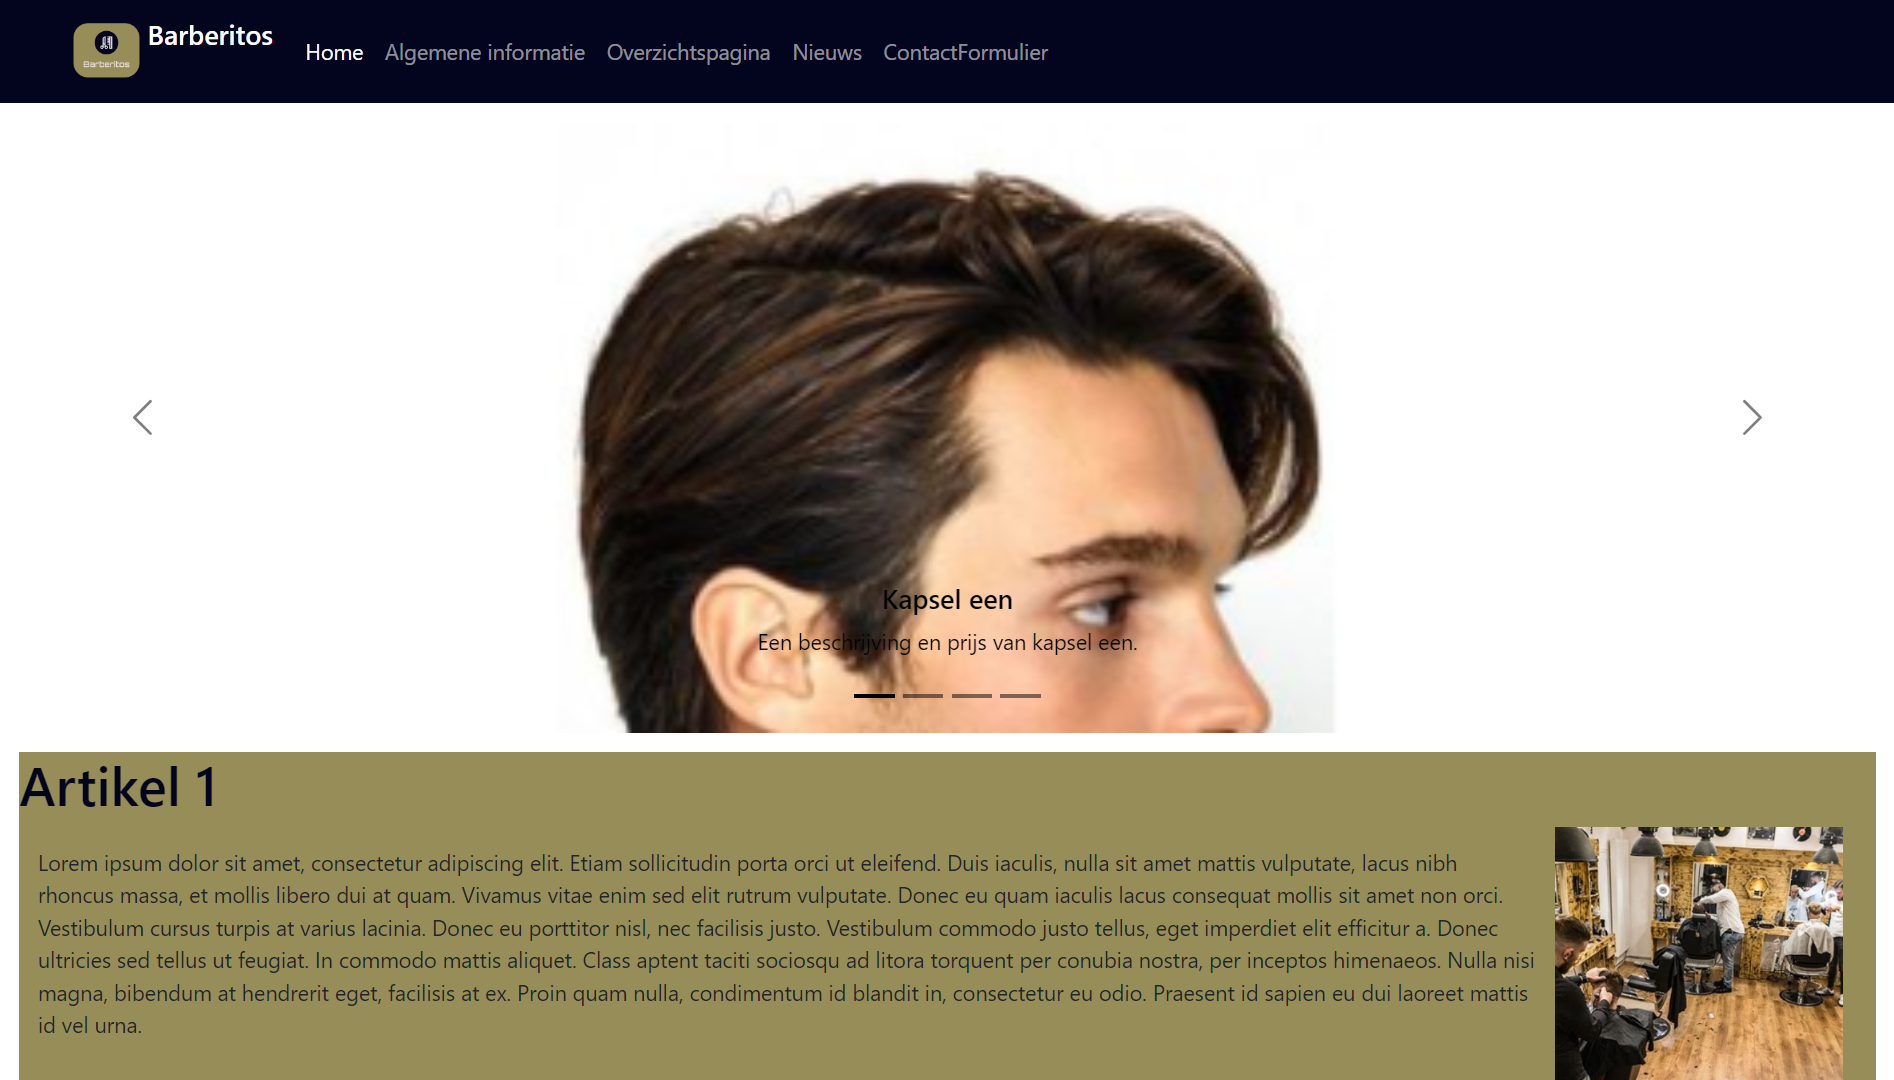 Barberitos
Barberitos
Home Algemene informatie Overzichtspagina Nieuws ContactFormulier
Kapsel een
Een beschrijving en prijs van kapsel een.
Artikel 1
Lorem ipsum dolor sit amet, consectetur adipiscing elit. Etiam sollicitudin porta orci ut eleifend. Duis iaculis, nulla sit amet mattis vulputate, lacus nibh
rhoncus massa, et mollis libero dui at quam. Vivamus vitae enim sed elit rutrum vulputate. Donec eu quam iaculis lacus consequat mollis sit amet non orci.
Vestibulum cursus turpis at varius lacinia. Donec eu porttitor nisl, nec facilisis justo. Vestibulum commodo justo tellus, eget imperdiet elit efficitur a. Donec
ultricies sed tellus ut feugiat. In commodo mattis aliquet. Class aptent taciti sociosqu ad litora torquent per conubia nostra, per inceptos himenaeos. Nulla nisi
magna, bibendum at hendrerit eget, facilisis at ex. Proin quam nulla, condimentum id blandit in, consectetur eu odio. Praesent id sapien eu dui laoreet mattis
id vel urna.